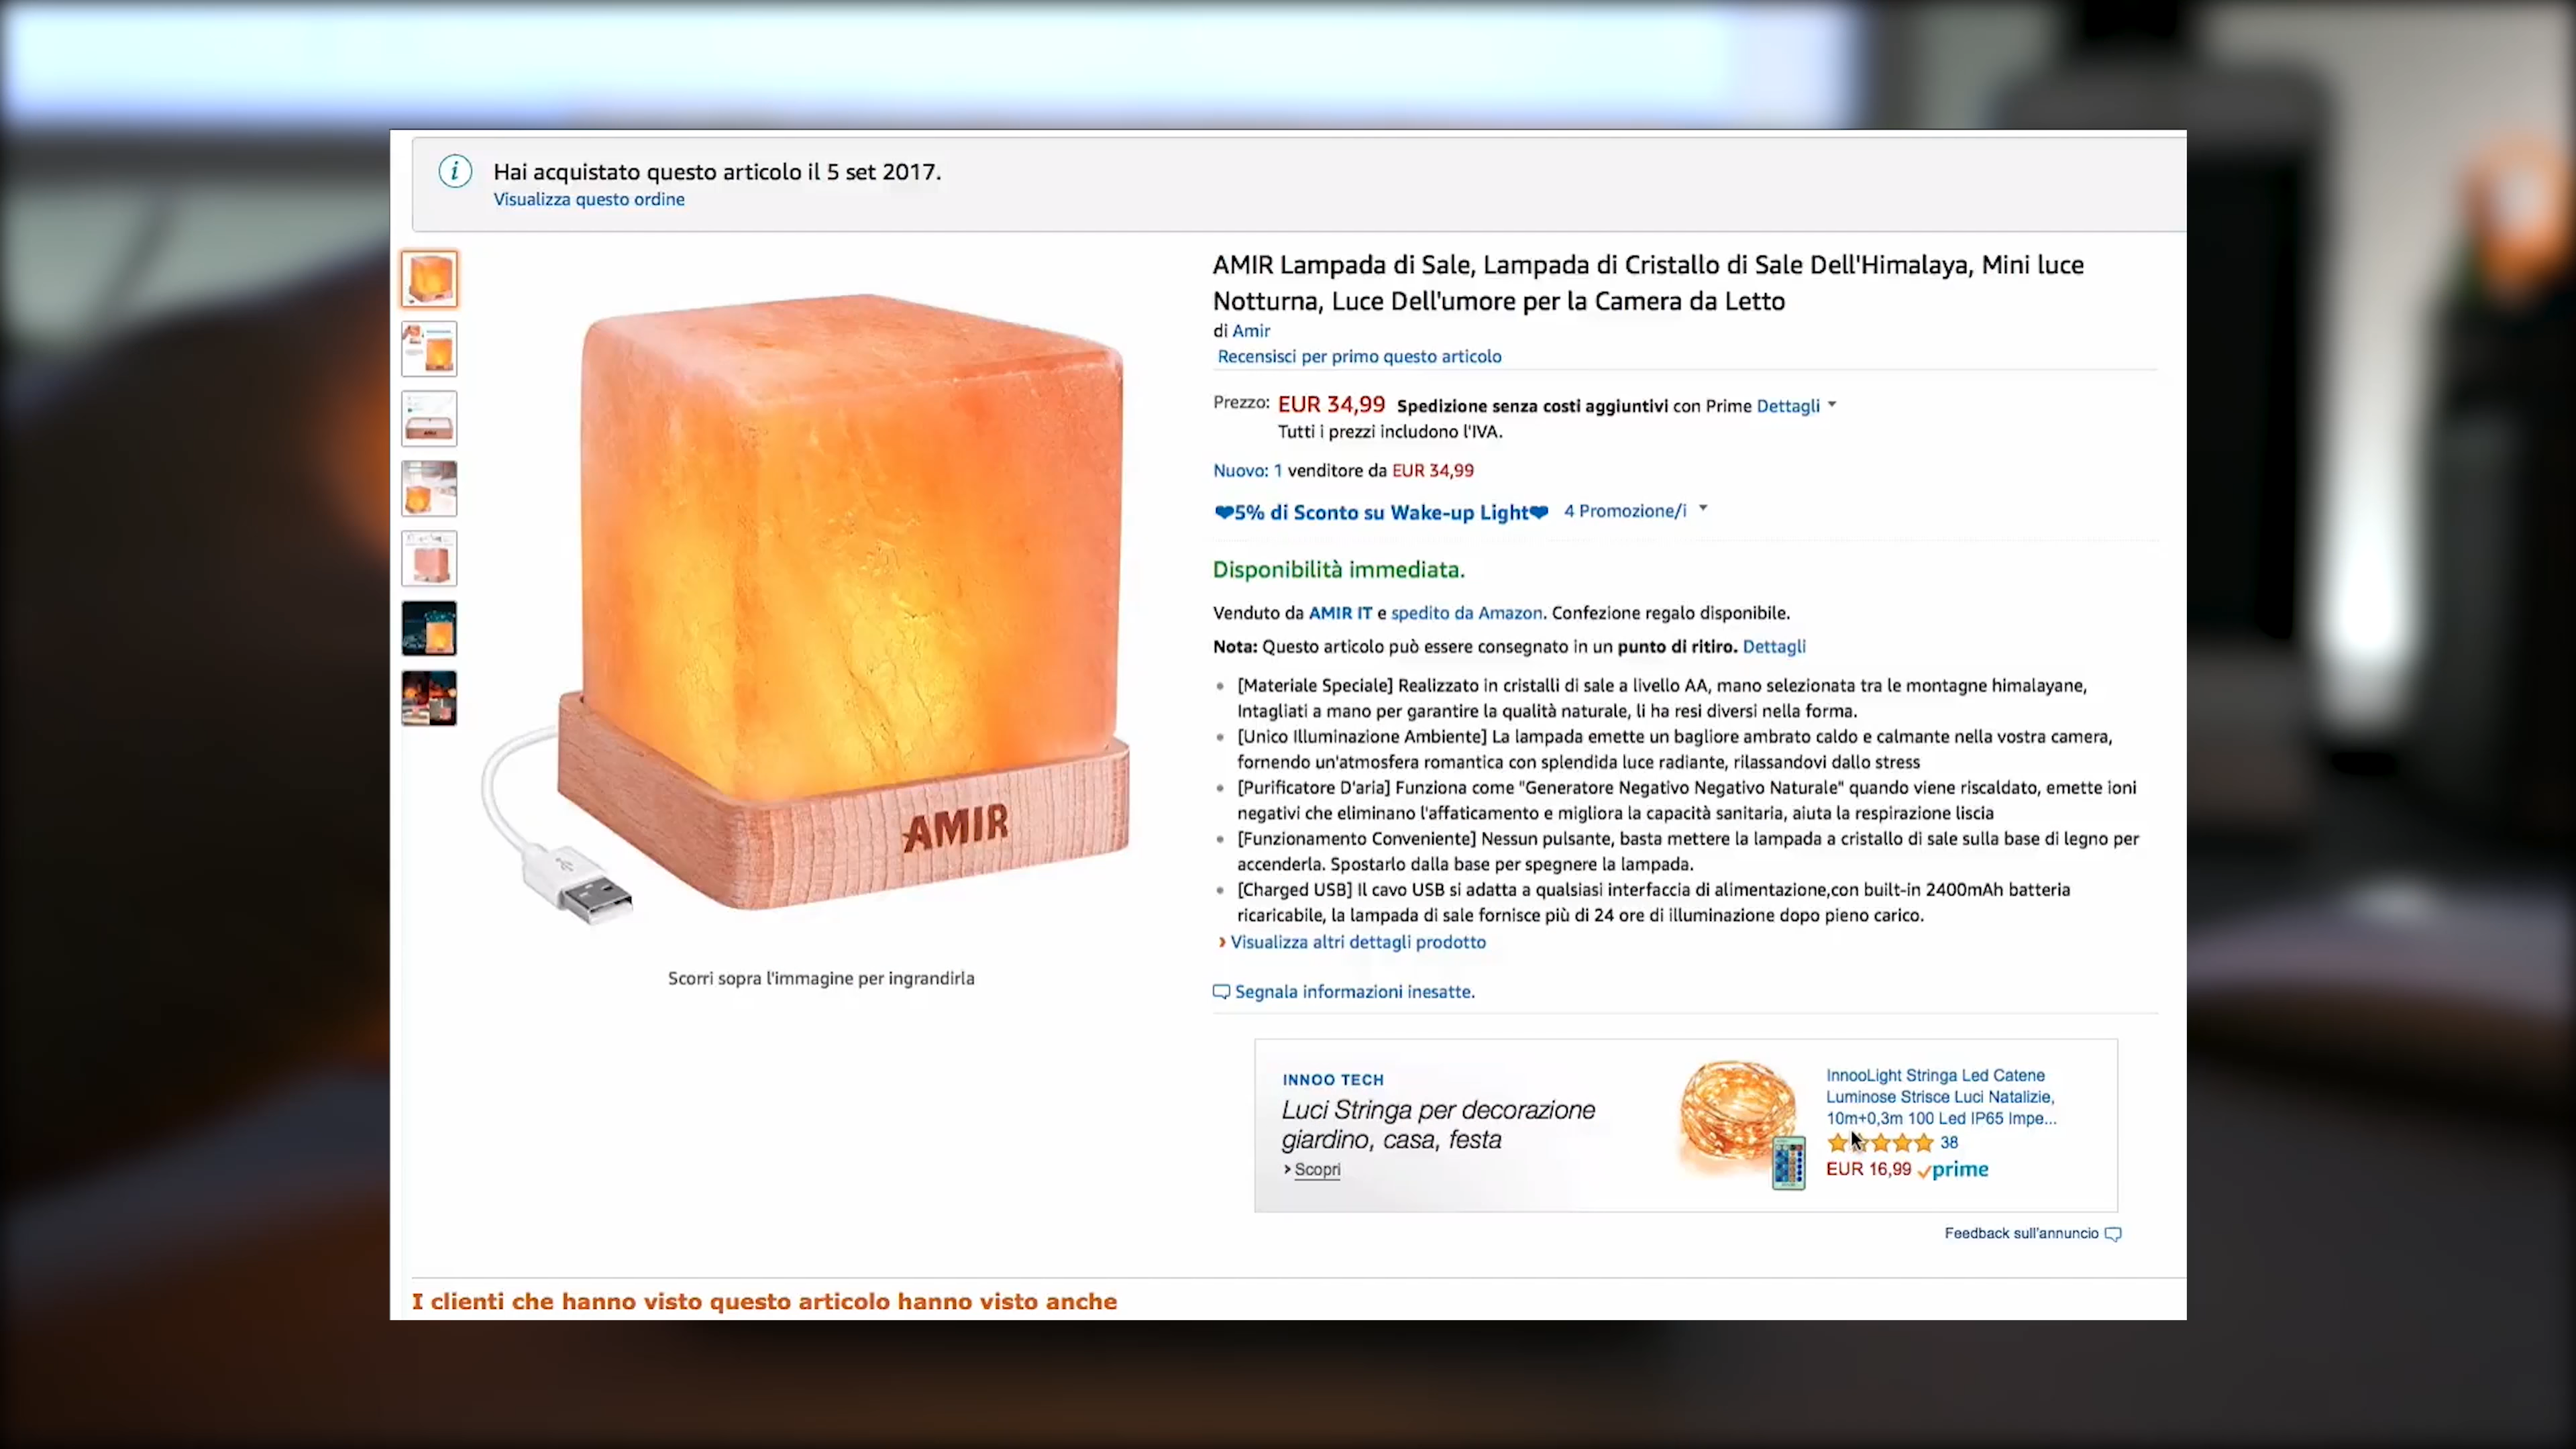 Hai acquistato questo articolo il 5 set 2017.
Visualizza questo ordine
AMIR Lampada di Sale, Lampada di Cristallo di Sale Dell'Himalaya, Mini luce
Notturna, Luce Dell'umore per la Camera da Letto
di Amir
Recensisci per primo questo articolo
Prezzo: EUR 34,99 Spedizione senza costi aggiuntivi con Prime Dettagli
Tutti i prezzi includono l'IVA.
Nuovo: 1 venditore da EUR 34,99
❤5% di Sconto su Wake-up Light❤ 4 Promozione/i
Disponibilità immediata.
Venduto da AMIR IT e spedito da Amazon. Confezione regalo disponibile.
Nota: Questo articolo può essere consegnato in un punto di ritiro. Dettagli
[Materiale Speciale] Realizzato in cristalli di sale a livello AA, mano selezionata tra le montagne himalayane,
Intagliati a mano per garantire la qualità naturale, li ha resi diversi nella forma.
[Unico Illuminazione Ambiente] La lampada emette un bagliore ambrato caldo e calmante nella vostra camera,
fornendo un'atmosfera romantica con splendida luce radiante, rilassandovi dallo stress
[Purificatore D'aria] Funziona come "Generatore Negativo Negativo Naturale" quando viene riscaldato, emette ioni
negativi che eliminano l'affaticamento e migliora la capacità sanitaria, aiuta la respirazione liscia
[Funzionamento Conveniente] Nessun pulsante, basta mettere la lampada a cristallo di sale sulla base di legno per
accenderla. Spostarlo dalla base per spegnere la lampada.
[Charged USB] Il cavo USB si adatta a qualsiasi interfaccia di alimentazione,con built-in 2400mAh batteria
ricaricabile, la lampada di sale fornisce più di 24 ore di illuminazione dopo pieno carico.
Visualizza altri dettagli prodotto
Segnala informazioni inesatte.
AMIR
Scorri sopra l'immagine per ingrandirla
INNOO TECH
Luci Stringa per decorazione
giardino, casa, festa
Scopri
InnooLight Stringa Led Catene
Luminose Strisce Luci Natalizie,
10m+0,3m 100 Led IP65 Impe...
38
EUR 16,99 prime
Feedback sull'annuncio
I clienti che hanno visto questo articolo hanno visto anche